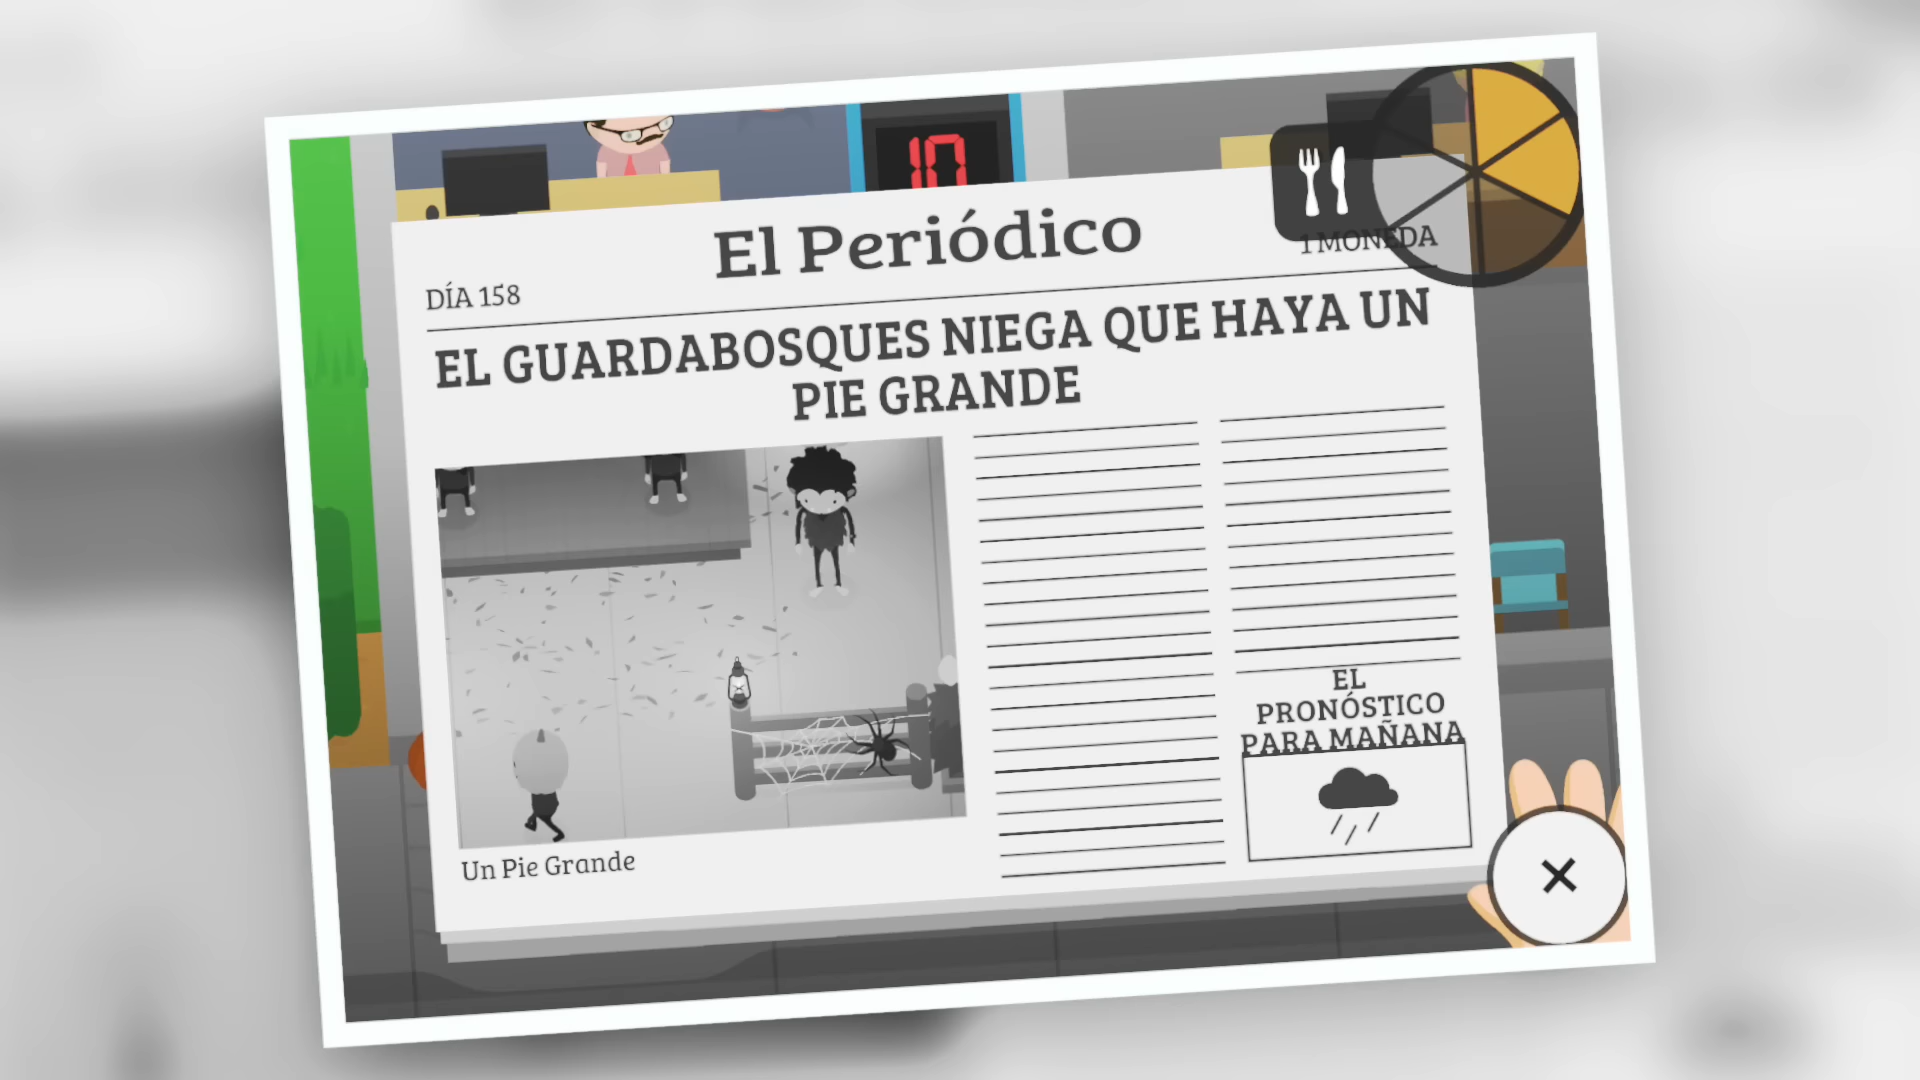 10
El Periódico
DÍA 158
1 MONEDA
EL GUARDABOSQUES NIEGA QUE HAYA UN
PIE GRANDE
Un Pie Grande
EL
PRONÓSTICO
PARA MAÑANA